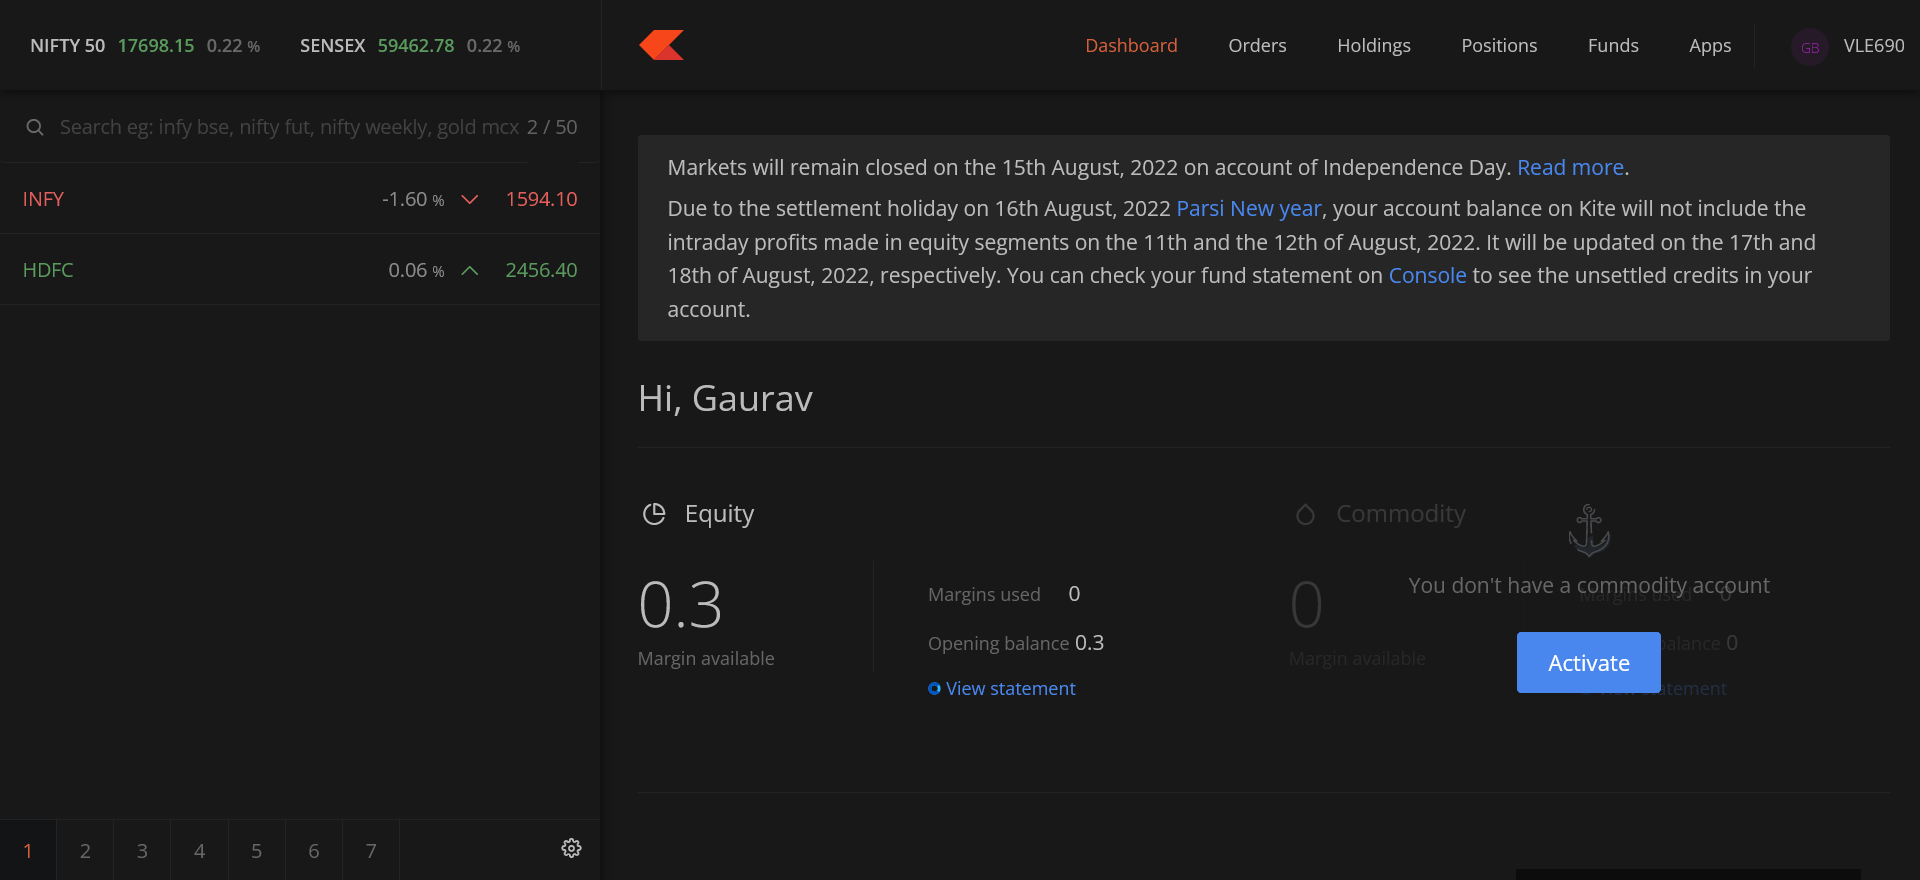 NIFTY 50 17698.15 0.22 % SENSEX 59462.78 0.22 %
Dashboard Orders Holdings Positions Funds Apps GB VLE690
Search eg: infy bse, nifty fut, nifty weekly, gold mcx 2 / 50
INFY -1.60 % 1594.10
HDFC 0.06 % 2456.40
1 2 3 4 5 6 7
Markets will remain closed on the 15th August, 2022 on account of Independence Day. Read more.
Due to the settlement holiday on 16th August, 2022 Parsi New year, your account balance on Kite will not include the
intraday profits made in equity segments on the 11th and the 12th of August, 2022. It will be updated on the 17th and
18th of August, 2022, respectively. You can check your fund statement on Console to see the unsettled credits in your
account.
Hi, Gaurav
Equity
0.3
Margin available
Margins used 0
Opening balance 0.3
View statement
Commodity
0
Margin available
You don't have a commodity account
Margins used 0
balance 0
Activate